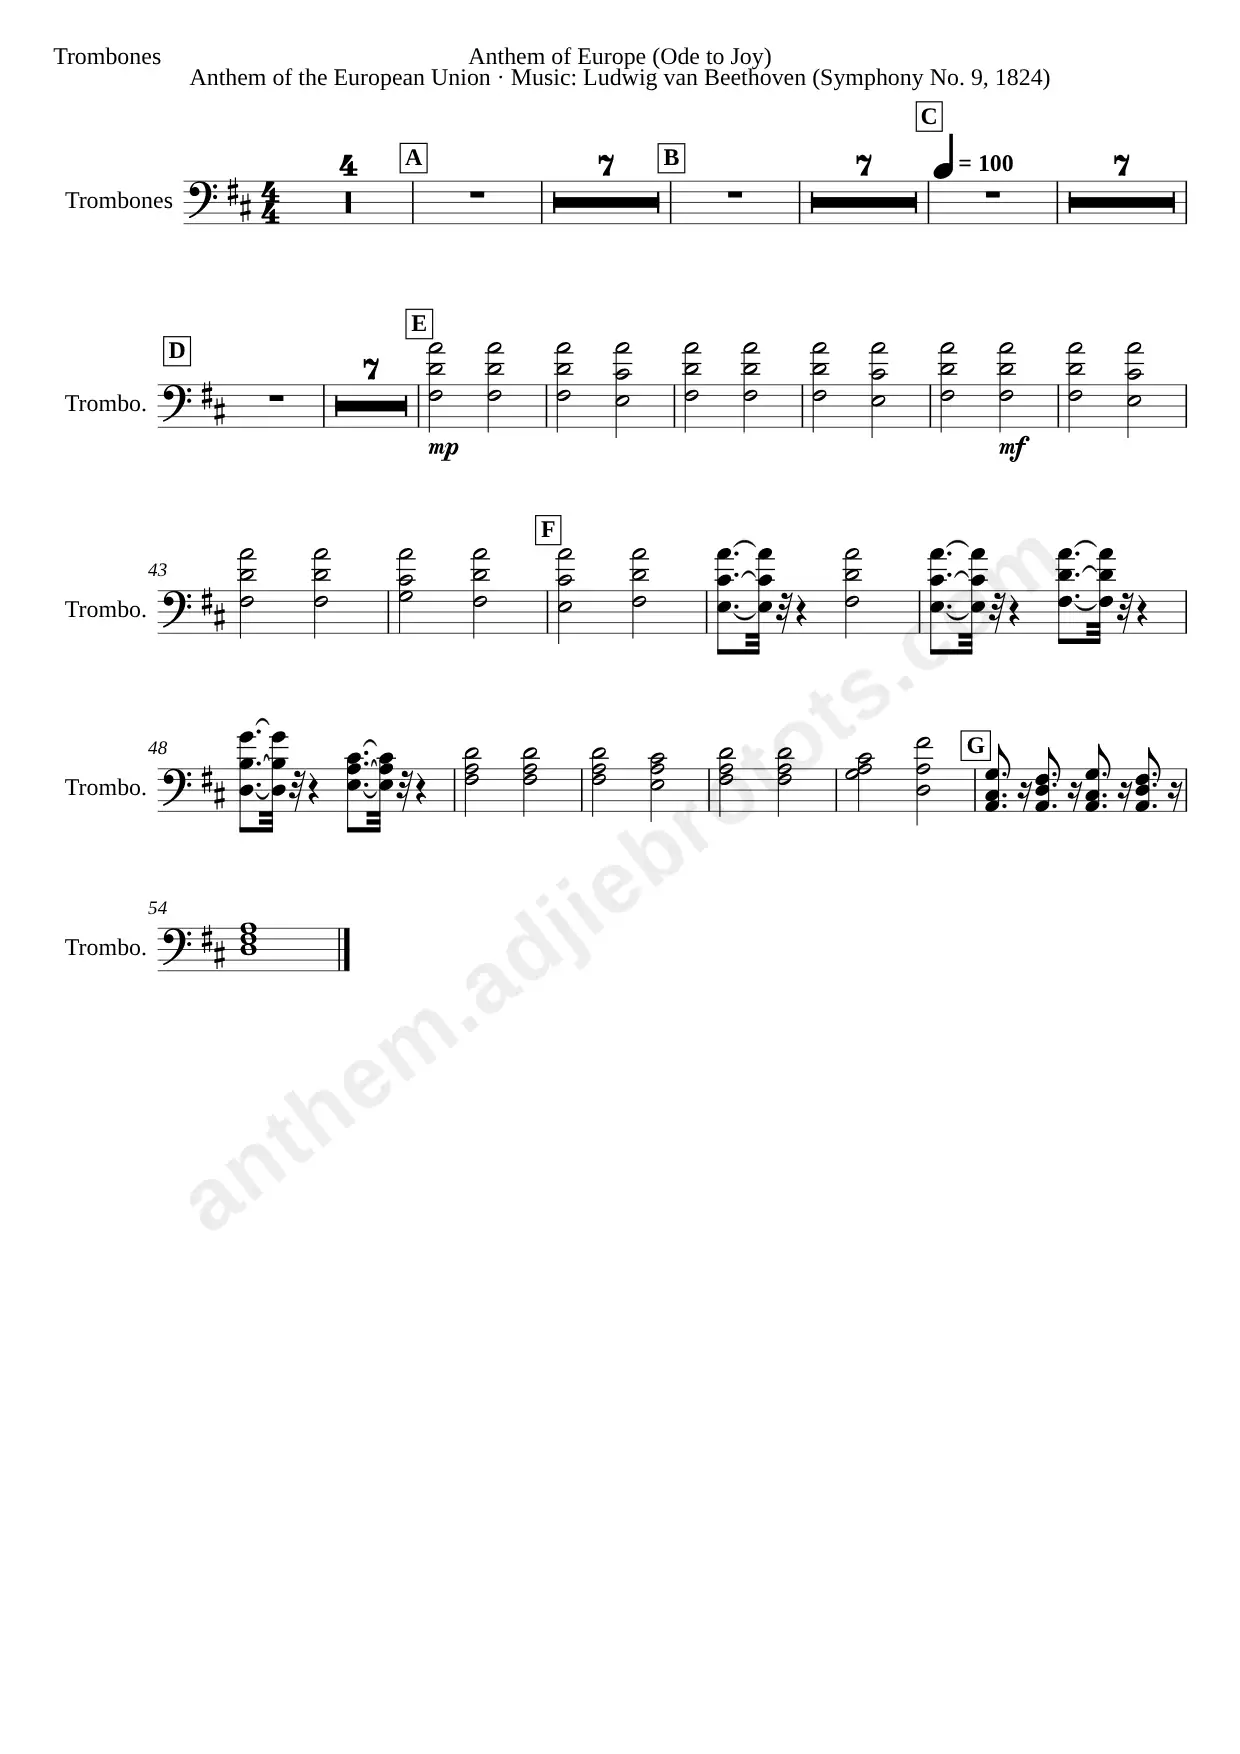 Trombones
Anthem of Europe (Ode to Joy)
Anthem of the European Union · Music: Ludwig van Beethoven (Symphony No. 9, 1824)
C
4
A
7
B
7
= 100
7
Trombones
4
4
D
7
E
Trombo.
mp
mf
F
43
Trombo.
48
G
Trombo.
54
Trombo.
anthem.adjiebrotots.com